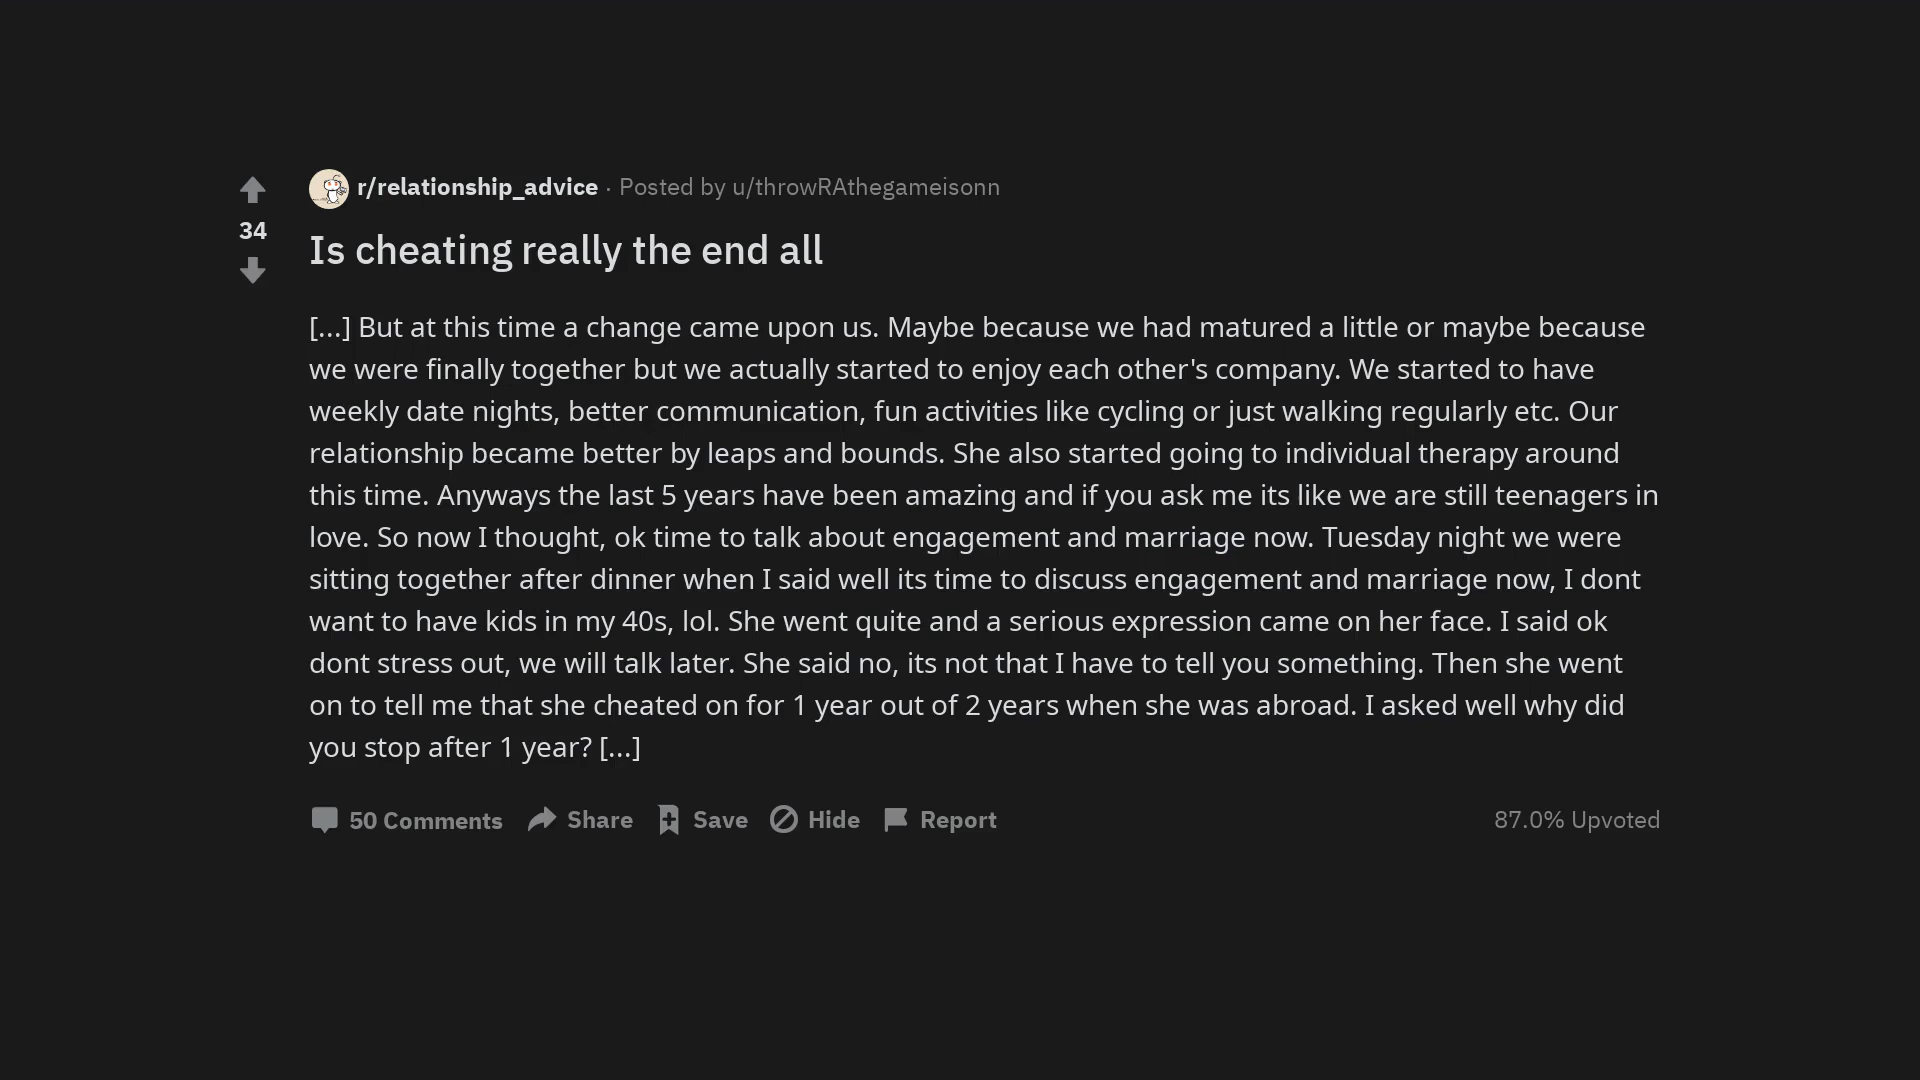 r/relationship_advice · Posted by u/throwRAthegameisonn
34
Is cheating really the end all
[...] But at this time a change came upon us. Maybe because we had matured a little or maybe because
we were finally together but we actually started to enjoy each other's company. We started to have
weekly date nights, better communication, fun activities like cycling or just walking regularly etc. Our
relationship became better by leaps and bounds. She also started going to individual therapy around
this time. Anyways the last 5 years have been amazing and if you ask me its like we are still teenagers in
love. So now I thought, ok time to talk about engagement and marriage now. Tuesday night we were
sitting together after dinner when I said well its time to discuss engagement and marriage now, I dont
want to have kids in my 40s, lol. She went quite and a serious expression came on her face. I said ok
dont stress out, we will talk later. She said no, its not that I have to tell you something. Then she went
on to tell me that she cheated on for 1 year out of 2 years when she was abroad. I asked well why did
you stop after 1 year? [...]
50 Comments Share Save Hide Report 87.0% Upvoted